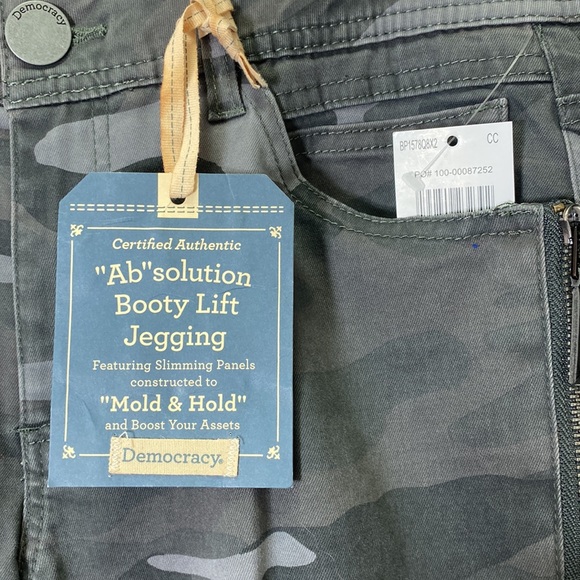 Democracy
BP1578Q8X2 CC
PO# 100-00087252
Certified Authentic
"Ab"solution
Booty Lift
Jegging
Featuring Slimming Panels
constructed to
"Mold & Hold"
and Boost Your Assets
Democracy®